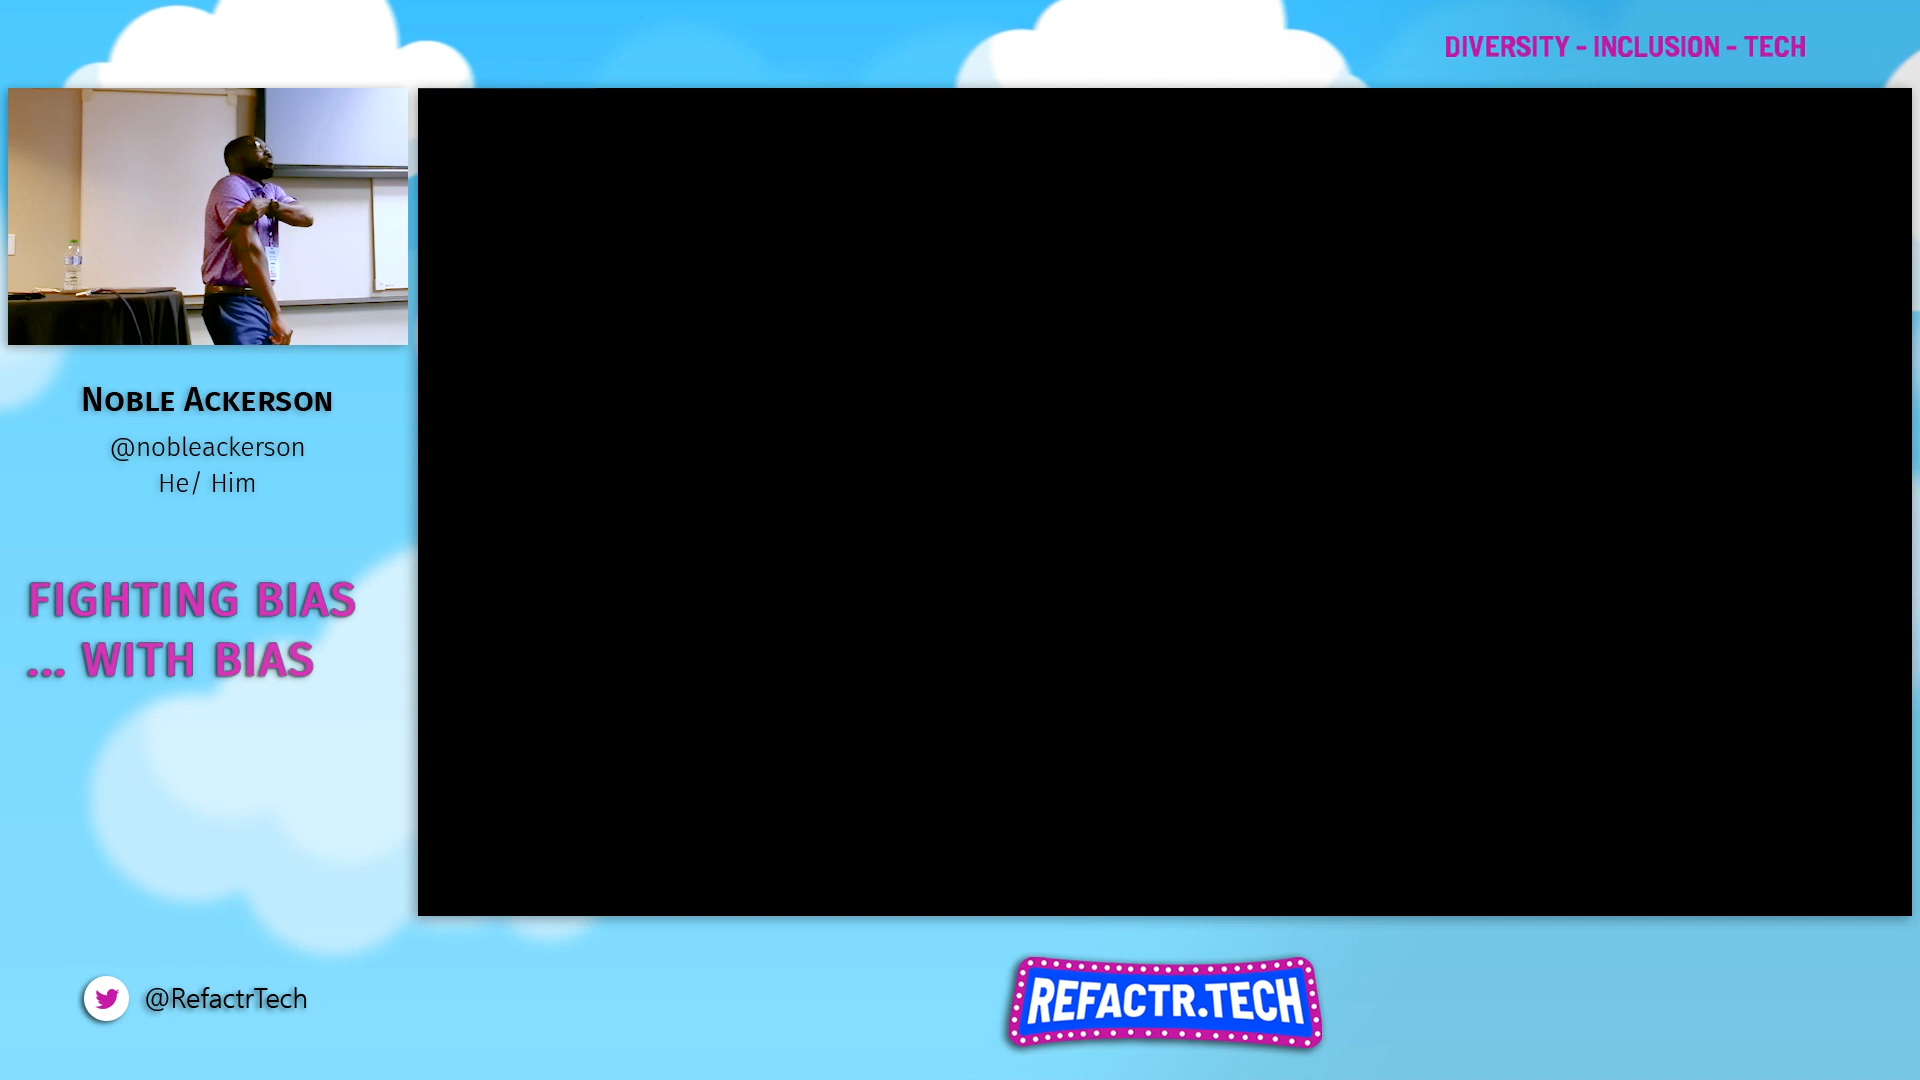 DIVERSITY - INCLUSION - TECH
NOBLE ACKERSON
@nobleackerson
He/ Him
FIGHTING BIAS
... WITH BIAS
@RefactrTech
REFACTR.TECH